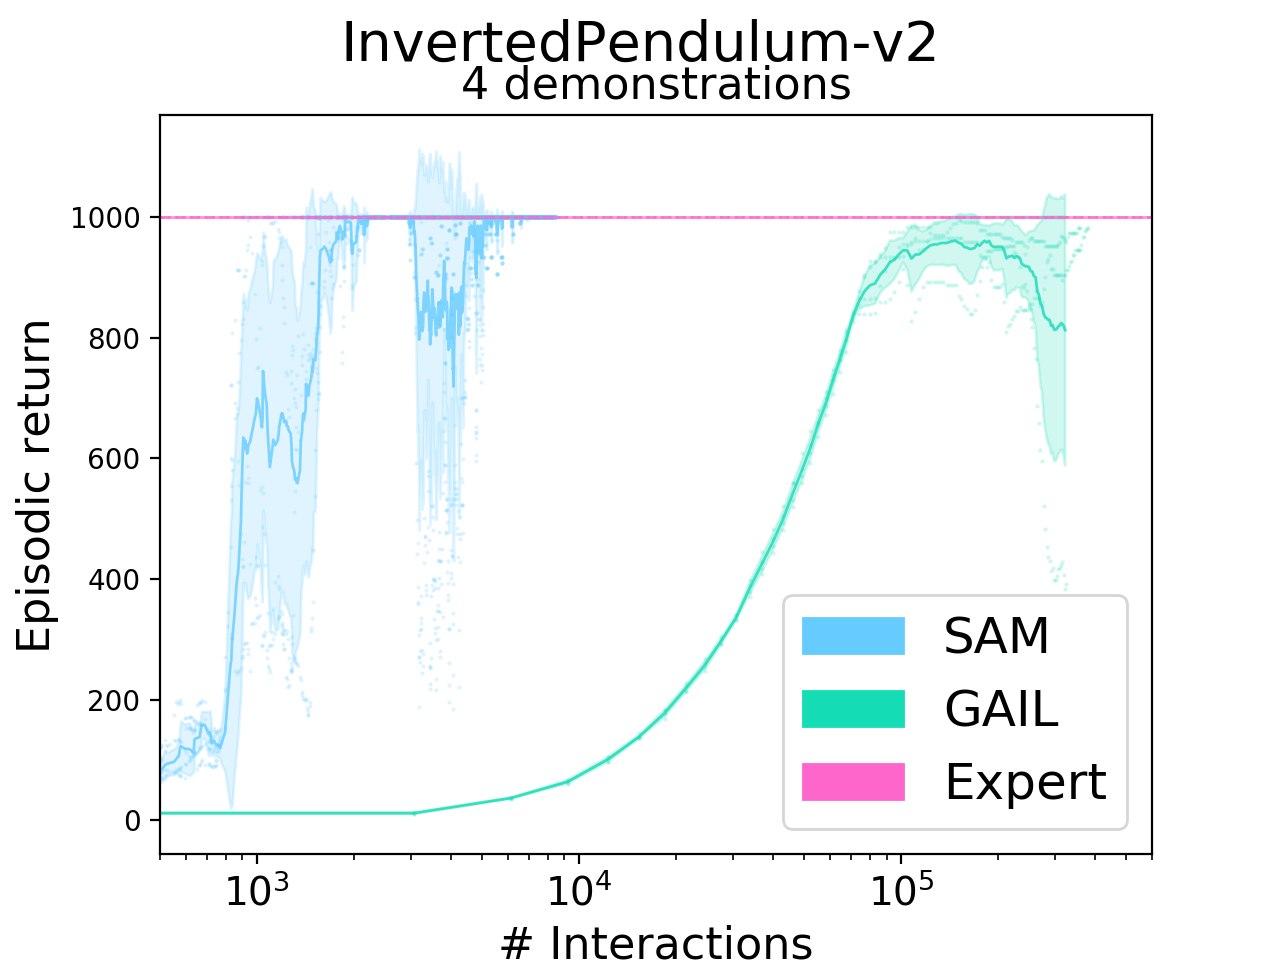 InvertedPendulum-v2
4 demonstrations
Episodic return
1000
800
600
400
200
0
SAM
GAIL
Expert
10³ 10⁴ 10⁵
# Interactions